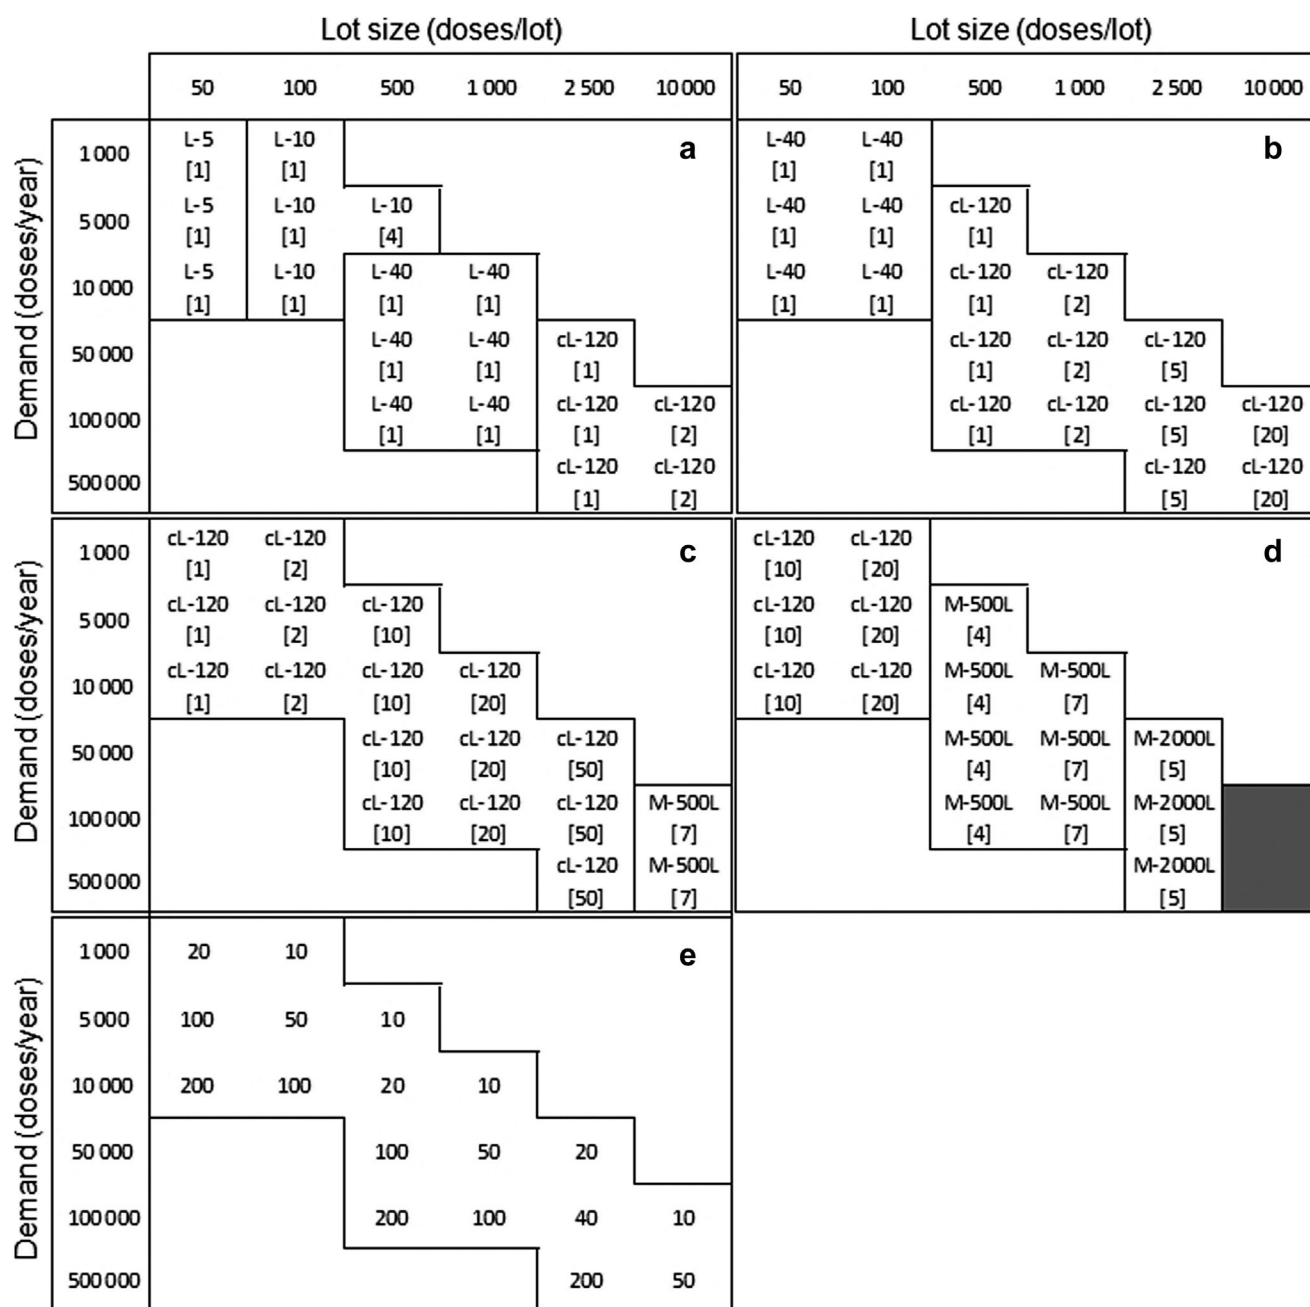 Lot size (doses/lot) Lot size (doses/lot)
50 100 500 1 000 2 500 10 000 50 100 500 1 000 2 500 10 000
Demand (doses/year)
1 000 L-5 L-10 a L-40 L-40 b
[1] [1] [1] [1]
5 000 L-5 L-10 L-10 L-40 L-40 cL-120
[1] [1] [4] [1] [1] [1]
10 000 L-5 L-10 L-40 L-40 L-40 L-40 cL-120 cL-120
[1] [1] [1] [1] [1] [1] [1] [2]
50 000 L-40 L-40 cL-120 cL-120 cL-120 cL-120
[1] [1] [1] [1] [2] [5]
100 000 L-40 L-40 cL-120 cL-120 cL-120 cL-120 cL-120 cL-120
[1] [1] [1] [2] [1] [2] [5] [20]
500 000 cL-120 cL-120 cL-120 cL-120
[1] [2] [5] [20]
Demand (doses/year)
1 000 cL-120 cL-120 c cL-120 cL-120 d
[1] [2] [10] [20]
5 000 cL-120 cL-120 cL-120 cL-120 cL-120 M-500L
[1] [2] [10] [10] [20] [4]
10 000 cL-120 cL-120 cL-120 cL-120 cL-120 cL-120 M-500L M-500L
[1] [2] [10] [20] [10] [20] [4] [7]
50 000 cL-120 cL-120 cL-120 M-500L M-500L M-2000L
[10] [20] [50] [4] [7] [5]
100 000 cL-120 cL-120 cL-120 M-500L M-500L M-500L M-2000L
[10] [20] [50] [7] [4] [7] [5]
500 000 cL-120 M-500L M-2000L
[50] [7] [5]
Demand (doses/year)
1 000 20 10 e
5 000 100 50 10
10 000 200 100 20 10
50 000 100 50 20
100 000 200 100 40 10
500 000 200 50